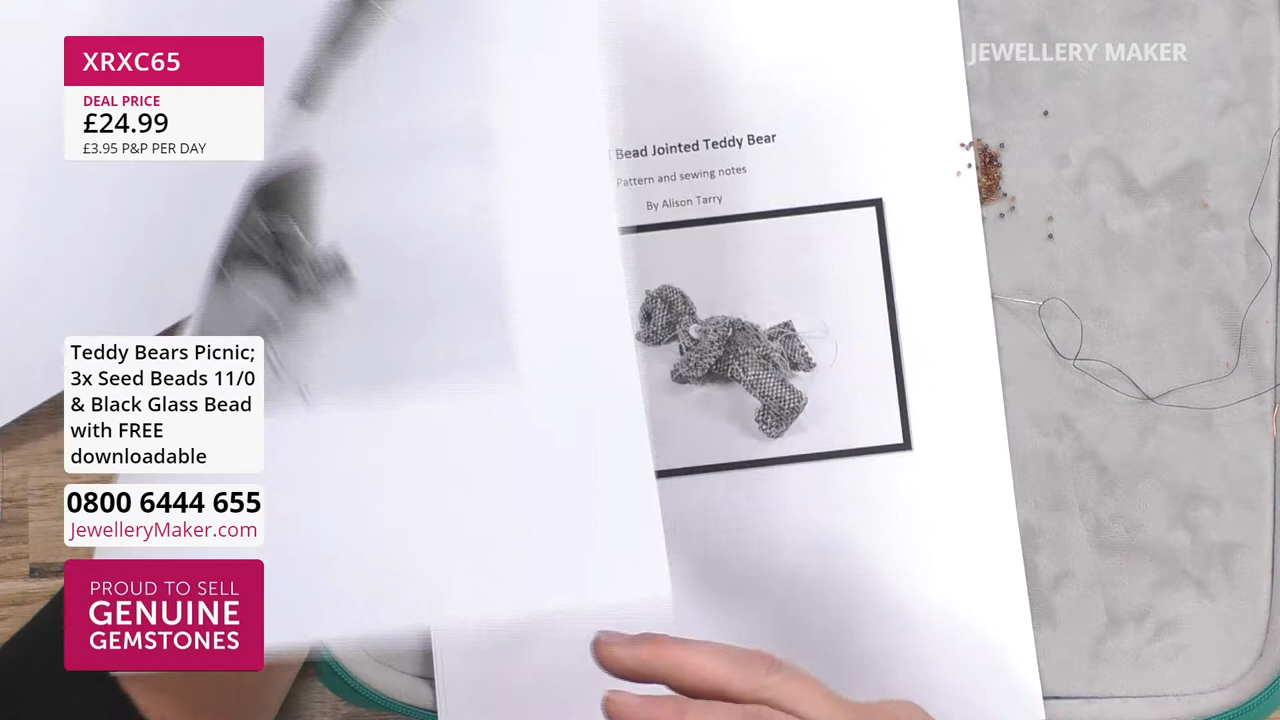 XRXC65
DEAL PRICE
£24.99
£3.95 P&P PER DAY
JEWELLERY MAKER
Bead Jointed Teddy Bear
Pattern and sewing notes
By Alison Tarry
Teddy Bears Picnic;
3x Seed Beads 11/0
& Black Glass Bead
with FREE
downloadable
0800 6444 655
JewelleryMaker.com
PROUD TO SELL
GENUINE
GEMSTONES